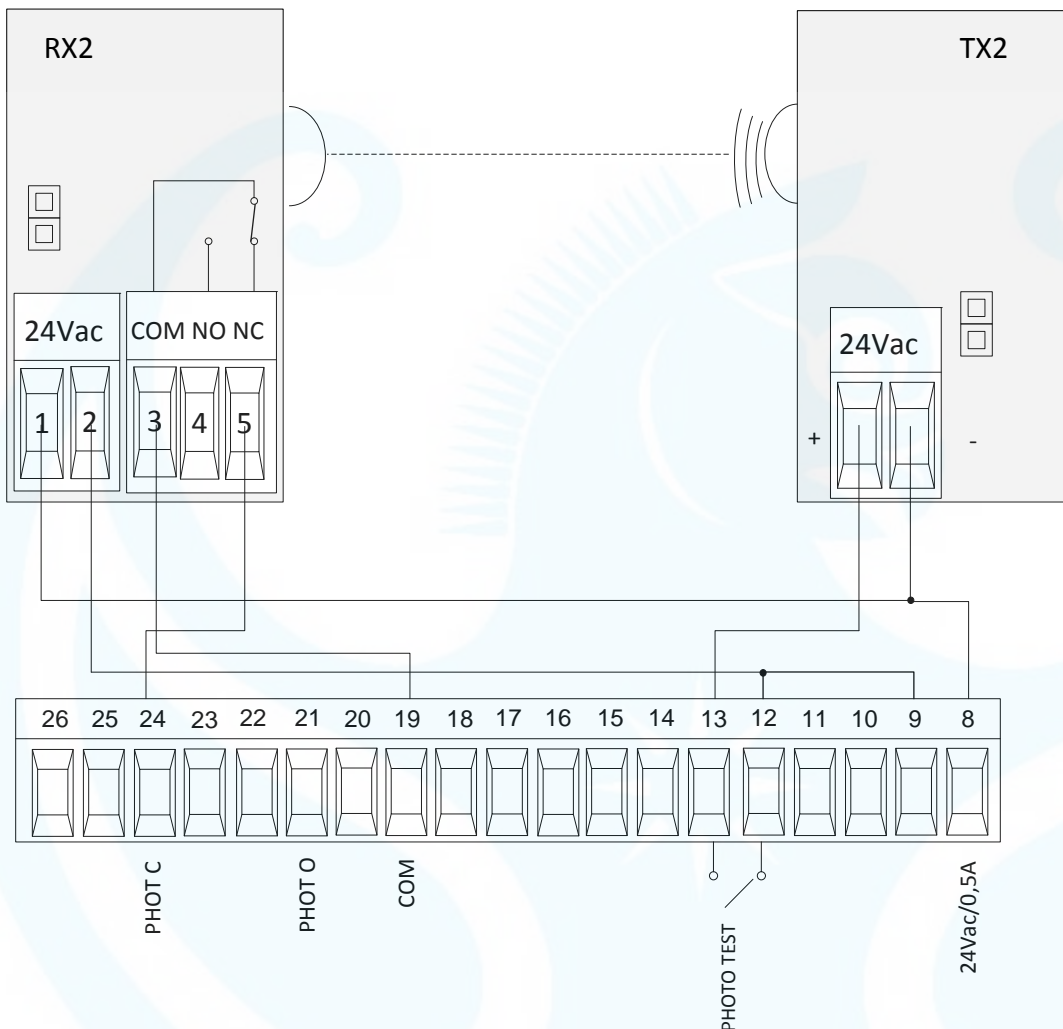 RX2
TX2
24Vac
COM NO NC
24Vac
1 2 3 4 5
+ -
26 25 24 23 22 21 20 19 18 17 16 15 14 13 12 11 10 9 8
PHOT C
PHOT O
COM
PHOTO TEST
24Vac/0,5A